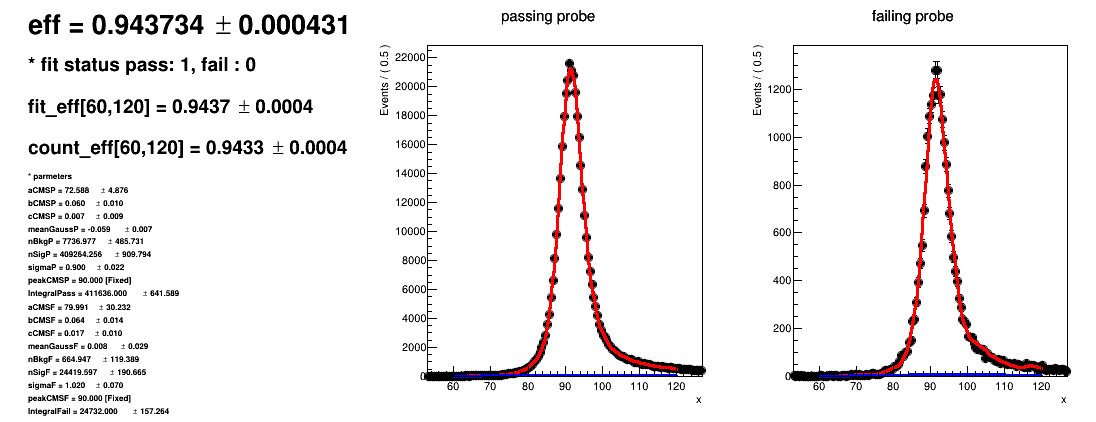 eff = 0.943734 ± 0.000431
* fit status pass: 1, fail : 0
fit_eff[60,120] = 0.9437 ± 0.0004
count_eff[60,120] = 0.9433 ± 0.0004
* parmeters
aCMSP = 72.588 ± 4.876
bCMSP = 0.060 ± 0.010
cCMSP = 0.007 ± 0.009
meanGaussP = -0.059 ± 0.007
nBkgP = 7736.977 ± 485.731
nSigP = 409264.256 ± 909.794
sigmaP = 0.900 ± 0.022
peakCMSP = 90.000 [Fixed]
IntegralPass = 411636.000 ± 641.589
aCMSF = 79.991 ± 30.232
bCMSF = 0.064 ± 0.014
cCMSF = 0.017 ± 0.010
meanGaussF = 0.008 ± 0.029
nBkgF = 664.947 ± 119.389
nSigF = 24419.597 ± 190.665
sigmaF = 1.020 ± 0.070
peakCMSF = 90.000 [Fixed]
IntegralFail = 24732.000 ± 157.264
passing probe
Events / ( 0.5 )
22000
20000
18000
16000
14000
12000
10000
8000
6000
4000
2000
0
60 70 80 90 100 110 120
x
failing probe
Events / ( 0.5 )
1200
1000
800
600
400
200
0
60 70 80 90 100 110 120
x